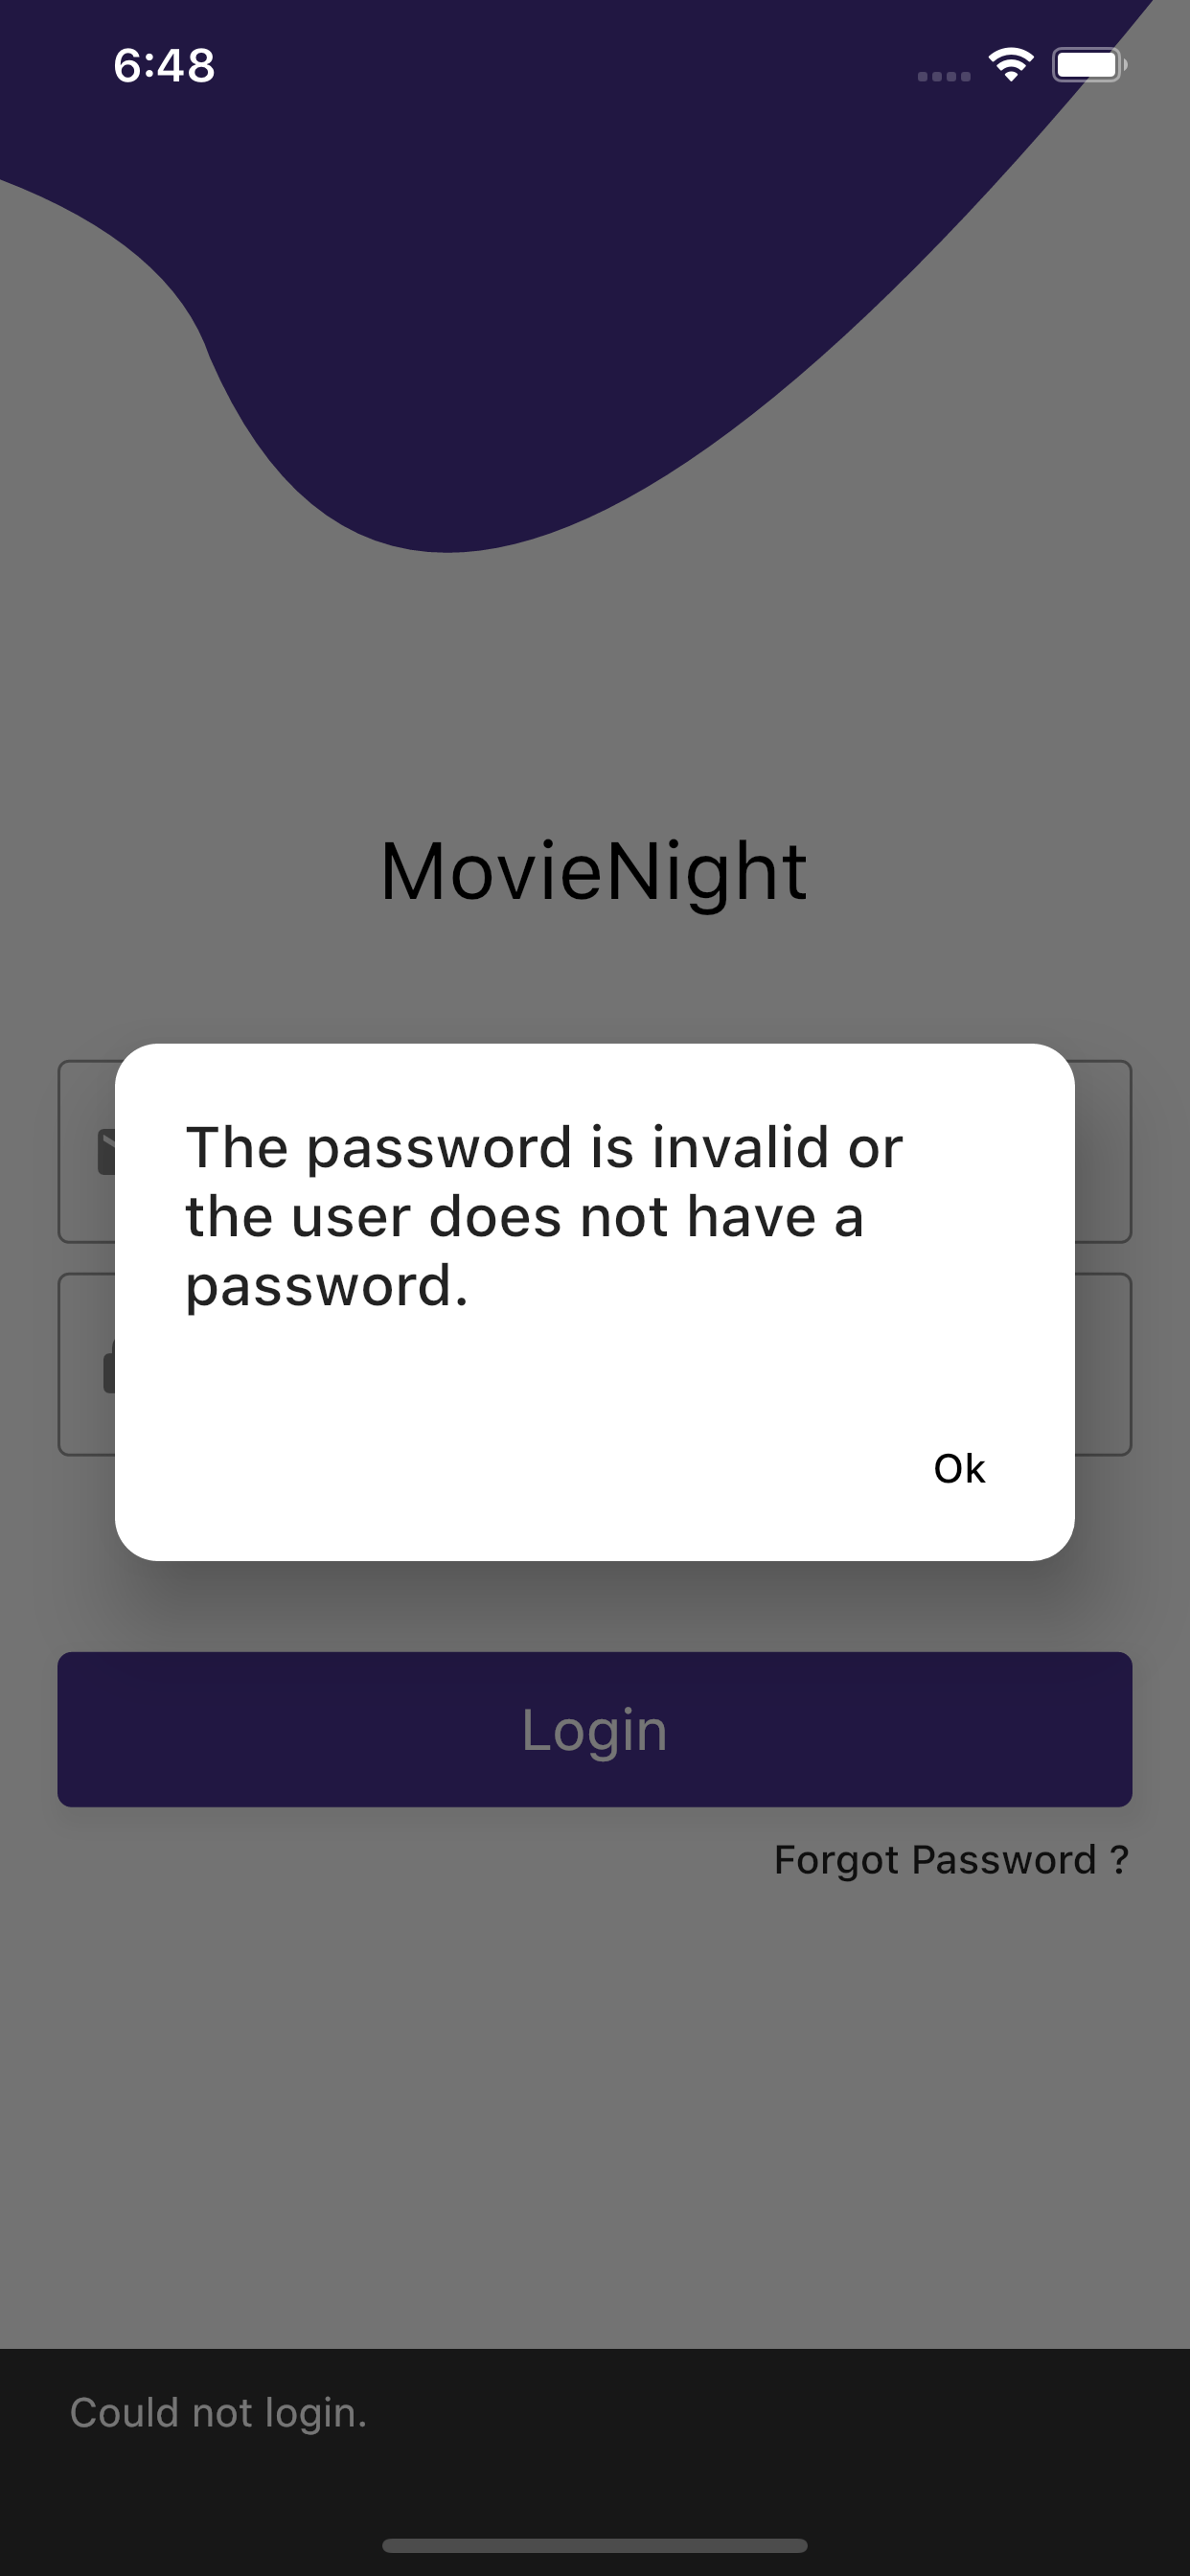 6:48
MovieNight
The password is invalid or
the user does not have a
password.
Ok
Login
Forgot Password ?
Could not login.